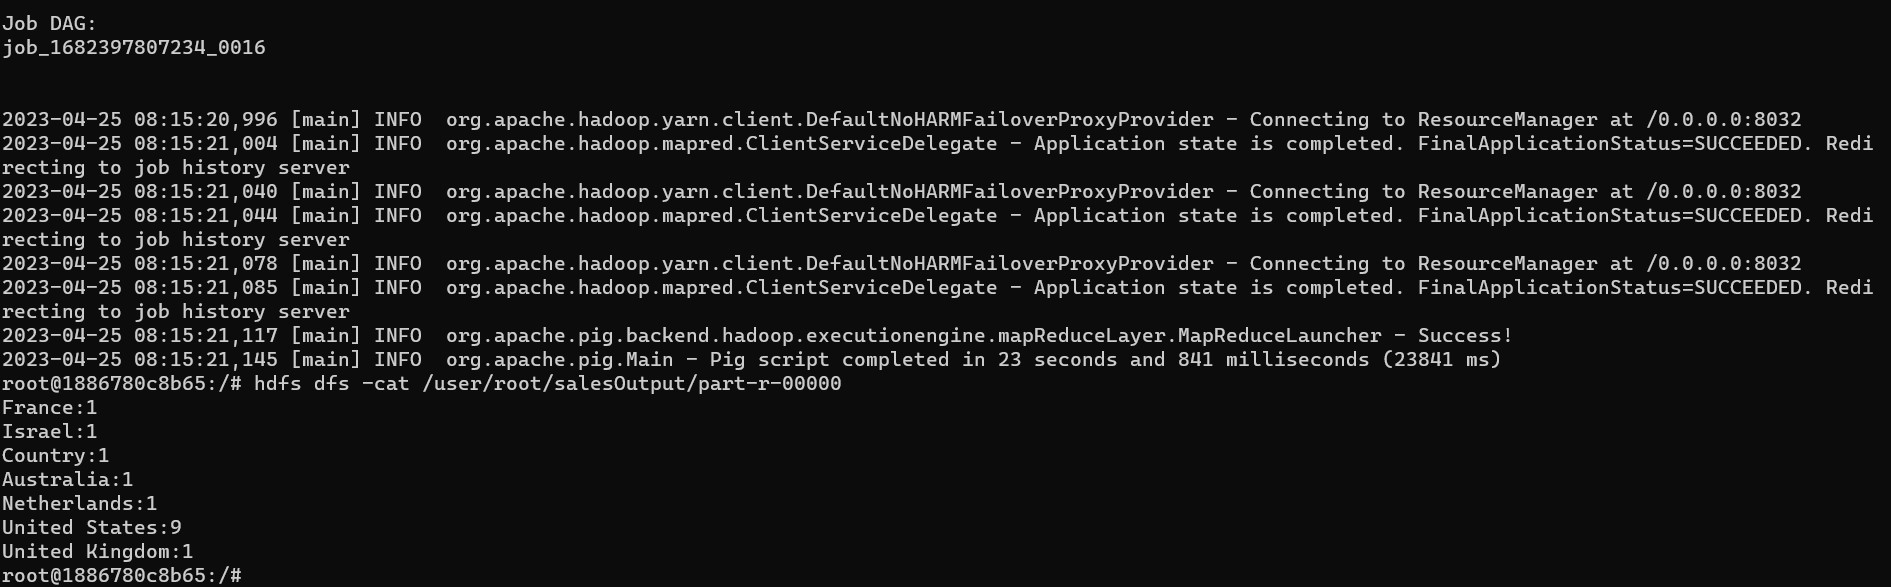 Job DAG:
job_1682397807234_0016
2023-04-25 08:15:20,996 [main] INFO  org.apache.hadoop.yarn.client.DefaultNoHARMFailoverProxyProvider - Connecting to ResourceManager at /0.0.0.0:8032
2023-04-25 08:15:21,004 [main] INFO  org.apache.hadoop.mapred.ClientServiceDelegate - Application state is completed. FinalApplicationStatus=SUCCEEDED. Redi
recting to job history server
2023-04-25 08:15:21,040 [main] INFO  org.apache.hadoop.yarn.client.DefaultNoHARMFailoverProxyProvider - Connecting to ResourceManager at /0.0.0.0:8032
2023-04-25 08:15:21,044 [main] INFO  org.apache.hadoop.mapred.ClientServiceDelegate - Application state is completed. FinalApplicationStatus=SUCCEEDED. Redi
recting to job history server
2023-04-25 08:15:21,078 [main] INFO  org.apache.hadoop.yarn.client.DefaultNoHARMFailoverProxyProvider - Connecting to ResourceManager at /0.0.0.0:8032
2023-04-25 08:15:21,085 [main] INFO  org.apache.hadoop.mapred.ClientServiceDelegate - Application state is completed. FinalApplicationStatus=SUCCEEDED. Redi
recting to job history server
2023-04-25 08:15:21,117 [main] INFO  org.apache.pig.backend.hadoop.executionengine.mapReduceLayer.MapReduceLauncher - Success!
2023-04-25 08:15:21,145 [main] INFO  org.apache.pig.Main - Pig script completed in 23 seconds and 841 milliseconds (23841 ms)
root@1886780c8b65:/# hdfs dfs -cat /user/root/salesOutput/part-r-00000
France:1
Israel:1
Country:1
Australia:1
Netherlands:1
United States:9
United Kingdom:1
root@1886780c8b65:/#